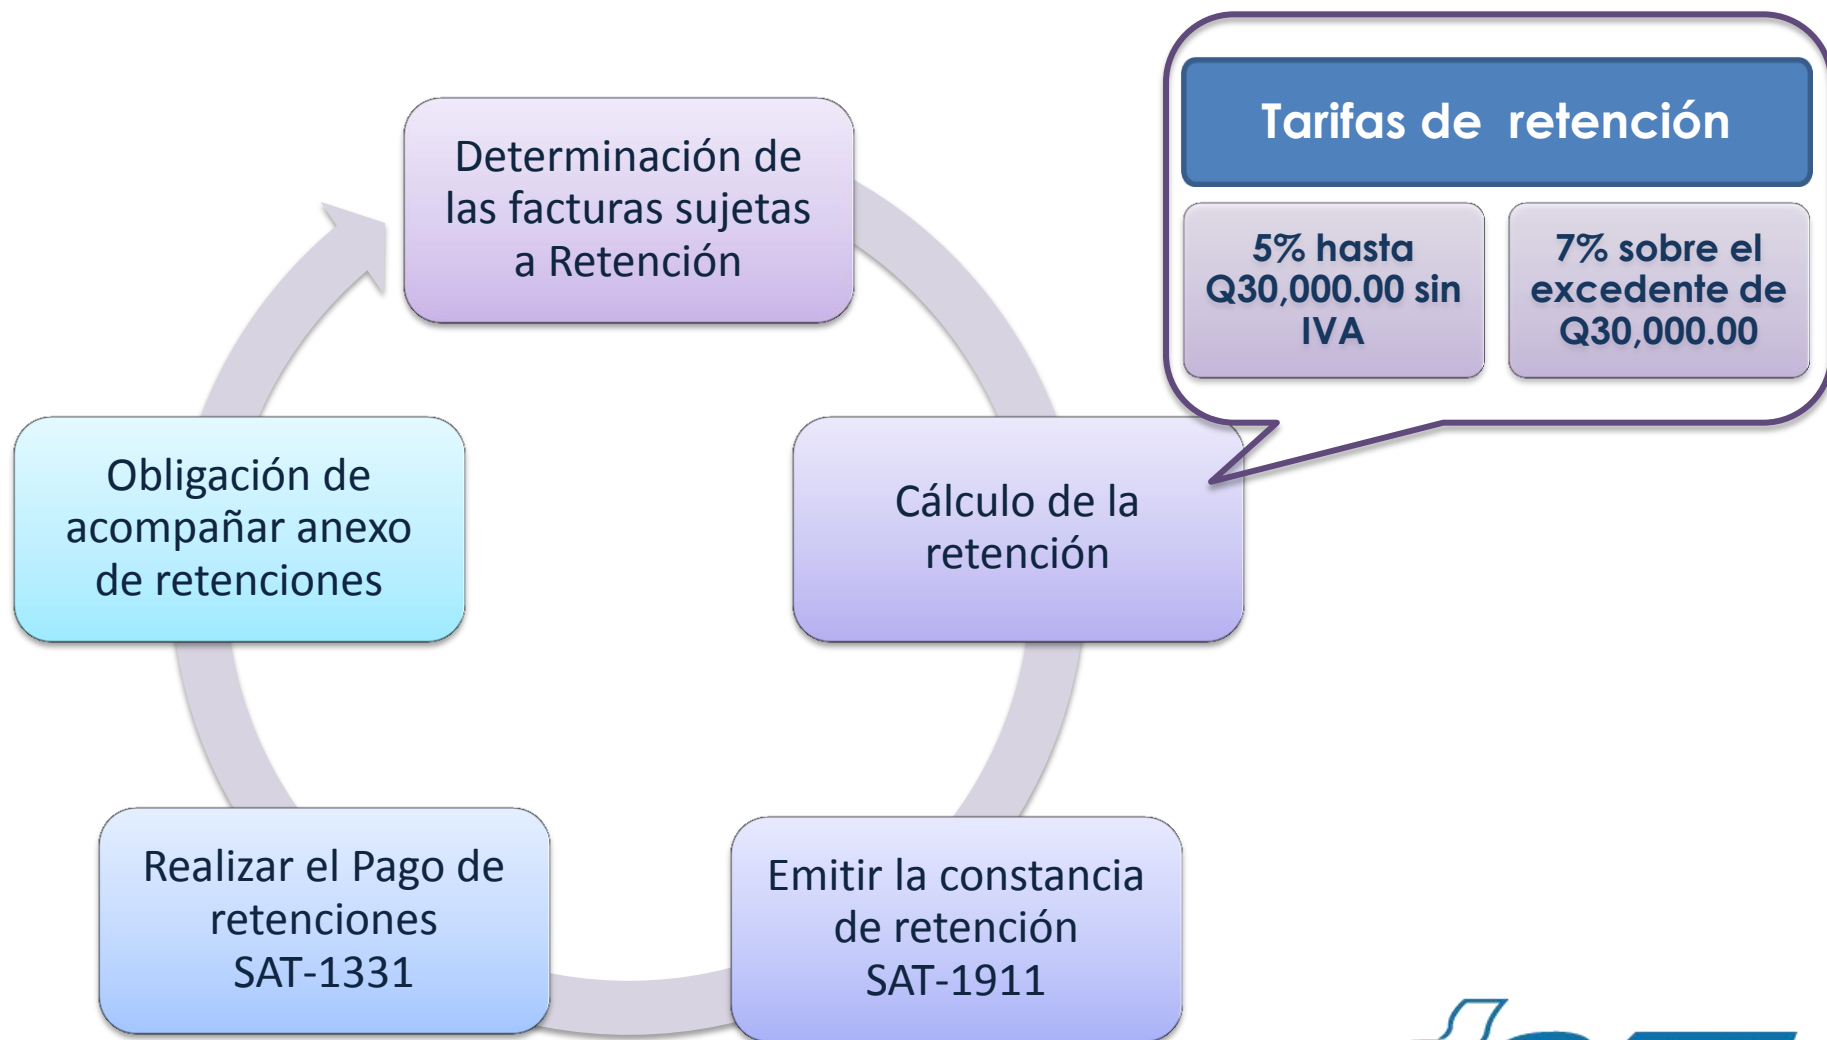 Determinación de
las facturas sujetas
a Retención
Tarifas de retención
5% hasta
Q30,000.00 sin
IVA
7% sobre el
excedente de
Q30,000.00
Cálculo de la
retención
Emitir la constancia
de retención
SAT-1911
Realizar el Pago de
retenciones
SAT-1331
Obligación de
acompañar anexo
de retenciones